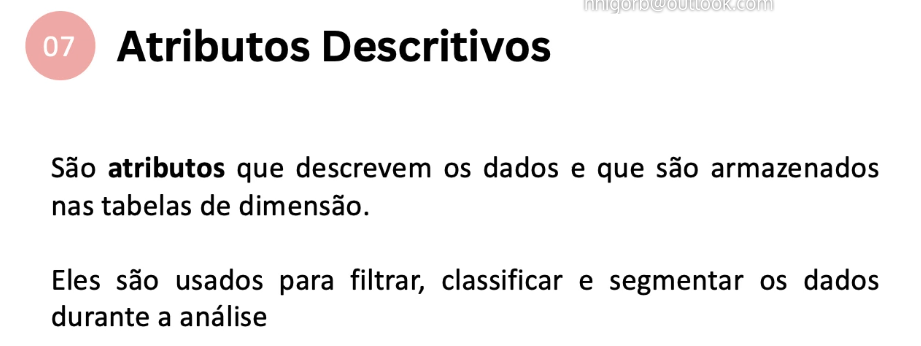 07 Atributos Descritivos
São atributos que descrevem os dados e que são armazenados
nas tabelas de dimensão.
Eles são usados para filtrar, classificar e segmentar os dados
durante a análise